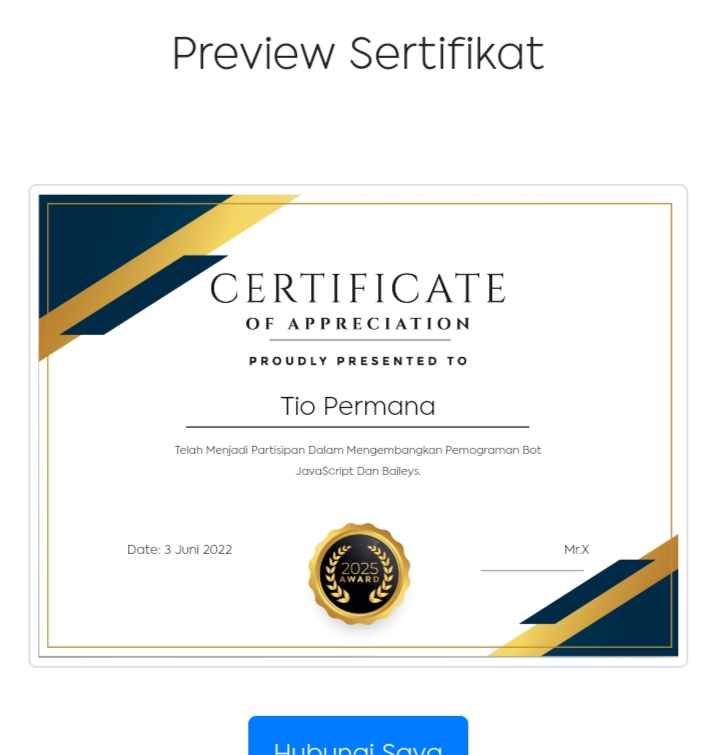 Preview Sertifikat
CERTIFICATE
OF APPRECIATION
PROUDLY PRESENTED TO
Tio Permana
Telah Menjadi Partisipan Dalam Mengembangkan Pemograman Bot
JavaScript Dan Baileys.
Date: 3 Juni 2022
2025
AWARD
Mr.X
Hubungi Saya